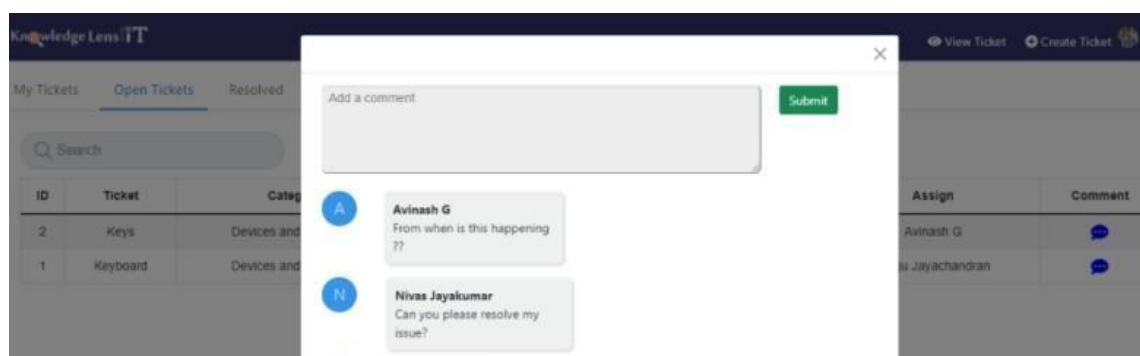 Knowledge Lens iT
View Ticket Create Ticket
My Tickets Open Tickets Resolved
Add a comment
Submit
Search
ID Ticket Assign Comment
2 Keys Devices and Avinash G
1 Keyboard Devices and Jayachandran
A
Avinash G
From when is this happening
??
N
Nivas Jayakumar
Can you please resolve my
issue?